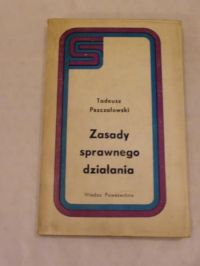 Tadeusz
Pszczołowski
Zasady
sprawnego
działania
Wiedza Powszechna